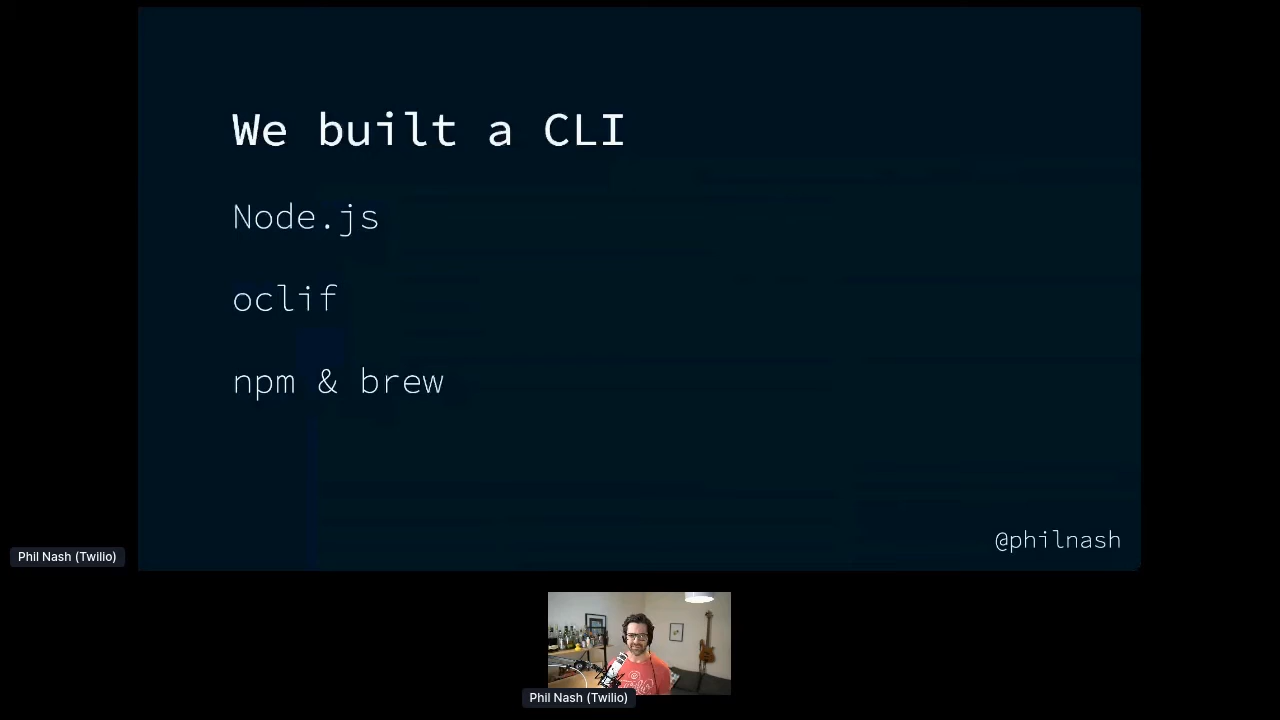 We built a CLI
Node.js
oclif
npm & brew
@philnash
Phil Nash (Twilio)
Phil Nash (Twilio)